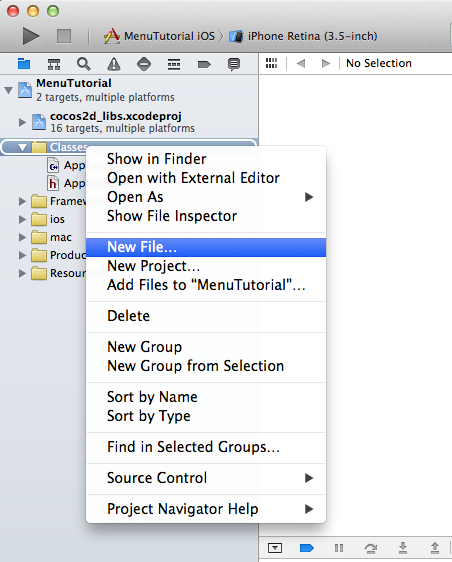 MenuTutorial iOS
iPhone Retina (3.5-inch)
No Selection
MenuTutorial
2 targets, multiple platforms
cocos2d_libs.xcodeproj
16 targets, multiple platforms
Classes
App
App
Framew
ios
mac
Produc
Resour
Show in Finder
Open with External Editor
Open As
Show File Inspector
New File...
New Project...
Add Files to “MenuTutorial”...
Delete
New Group
New Group from Selection
Sort by Name
Sort by Type
Find in Selected Groups...
Source Control
Project Navigator Help